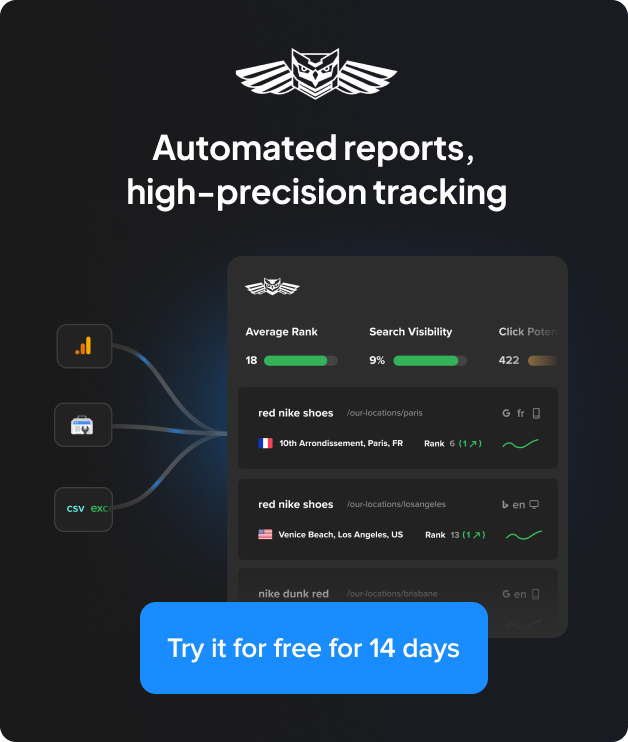 Automated reports,
high-precision tracking
Average Rank Search Visibility Click Poten
18 9% 422
red nike shoes /our-locations/paris G fr
10th Arrondissement, Paris, FR Rank 6 (1↗)
csv exc
red nike shoes /our-locations/losangeles b en
Venice Beach, Los Angeles, US Rank 13 (1↗)
nike dunk red /our-locations/brisbane G en
Try it for free for 14 days